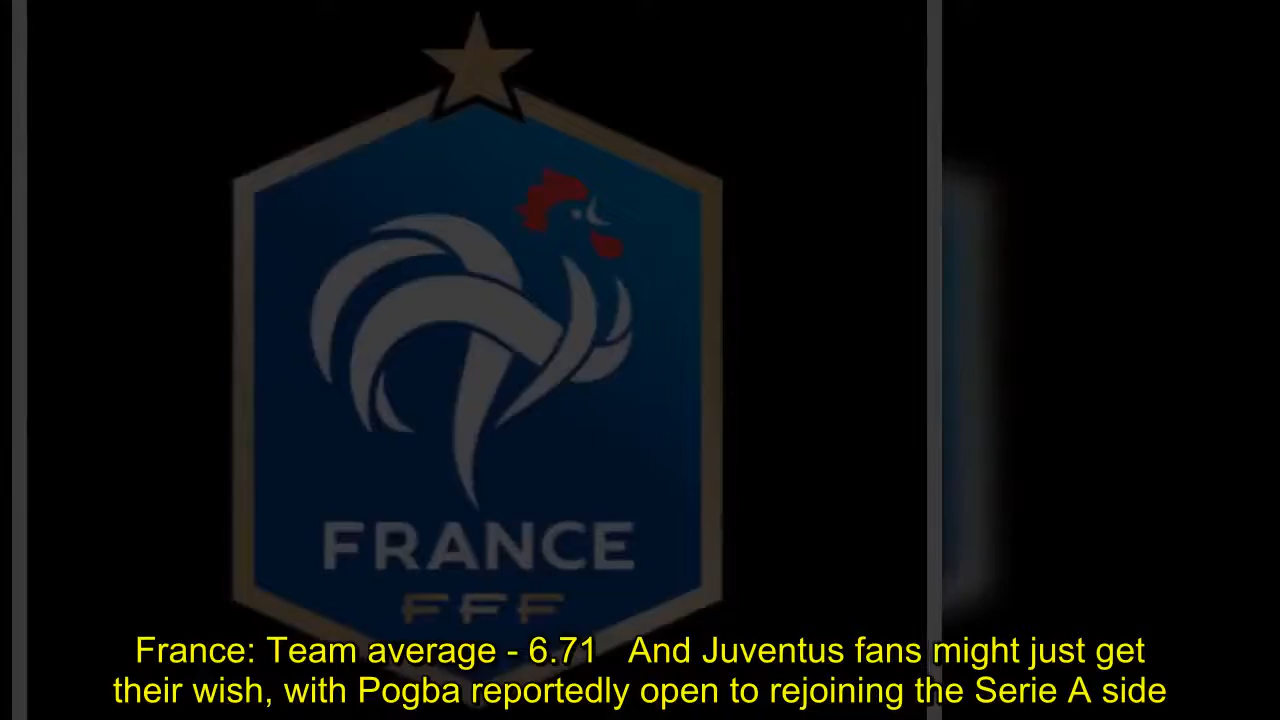 FRANCE
FFF
France: Team average - 6.71 And Juventus fans might just get
their wish, with Pogba reportedly open to rejoining the Serie A side